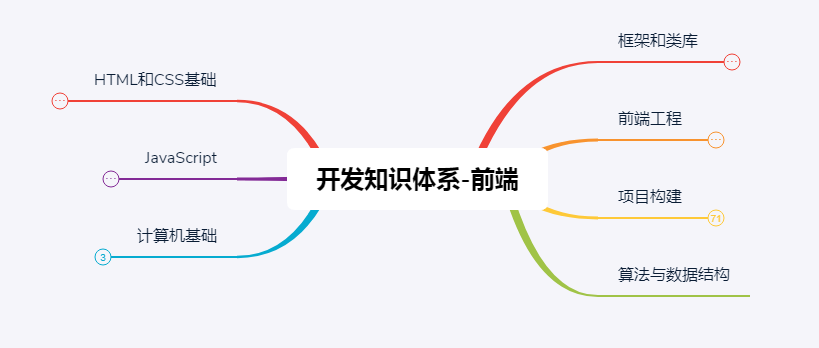 框架和类库
HTML和CSS基础
前端工程
JavaScript
开发知识体系-前端
项目构建
71
计算机基础
3
算法与数据结构